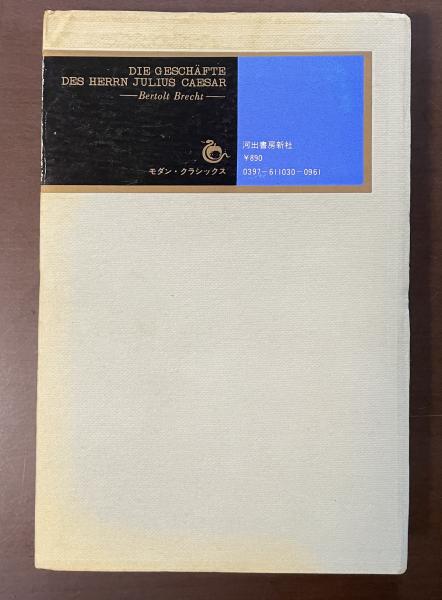 DIE GESCHÄFTE
DES HERRN JULIUS CAESAR
—Bertolt Brecht—
モダン・クラシックス
河出書房新社
¥890
0397-611030-0961